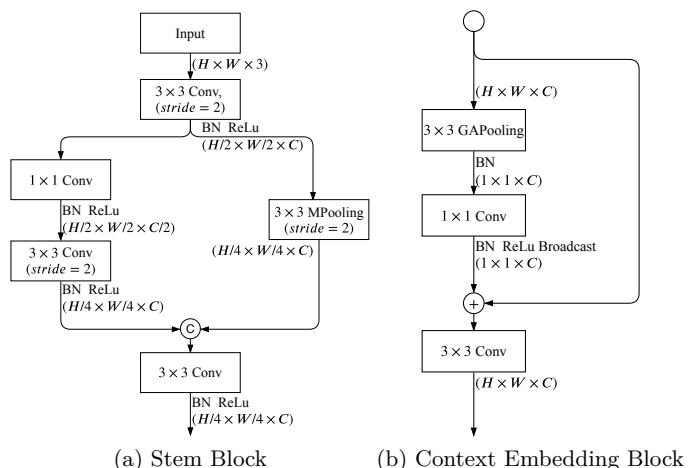 Input
(H × W × 3)
3 × 3 Conv,
(stride = 2)
BN ReLu
(H/2 × W/2 × C)
1 × 1 Conv
BN ReLu
(H/2 × W/2 × C/2)
3 × 3 Conv
(stride = 2)
BN ReLu
(H/4 × W/4 × C)
3 × 3 MPooling
(stride = 2)
(H/4 × W/4 × C)
C
3 × 3 Conv
BN ReLu
(H/4 × W/4 × C)
(a) Stem Block
(H × W × C)
3 × 3 GAPooling
BN
(1 × 1 × C)
1 × 1 Conv
BN ReLu Broadcast
(1 × 1 × C)
+
3 × 3 Conv
(H × W × C)
(b) Context Embedding Block